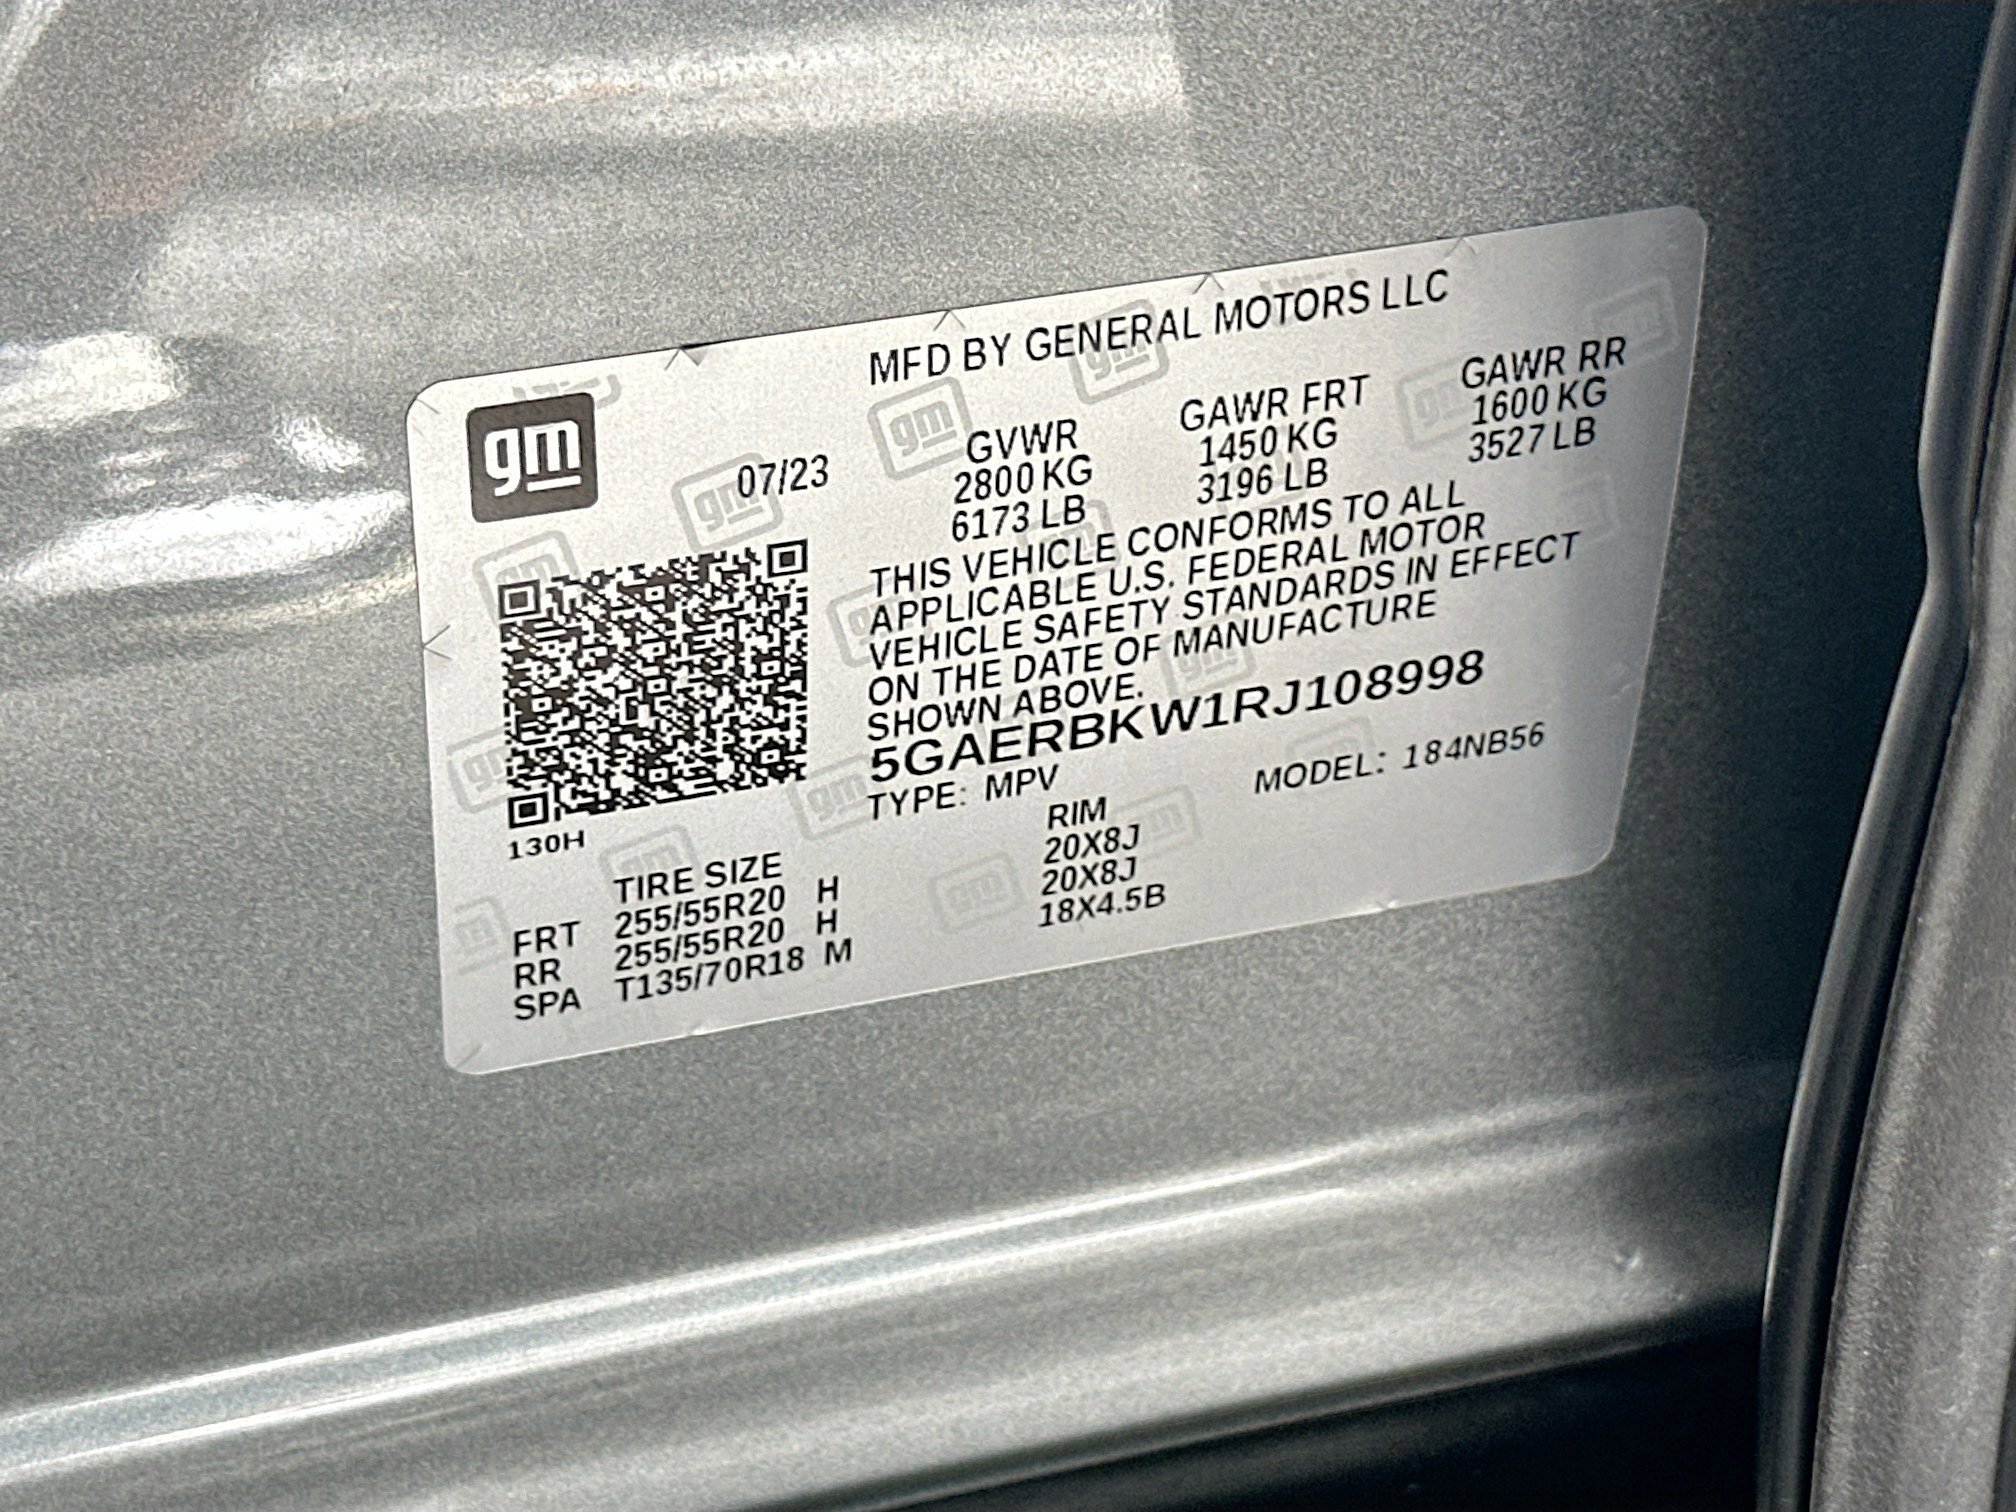 MFD BY GENERAL MOTORS LLC
gm
07/23
GVWR GAWR FRT GAWR RR
2800 KG 1450 KG 1600 KG
6173 LB 3196 LB 3527 LB
THIS VEHICLE CONFORMS TO ALL
APPLICABLE U.S. FEDERAL MOTOR
VEHICLE SAFETY STANDARDS IN EFFECT
ON THE DATE OF MANUFACTURE
SHOWN ABOVE.
5GAERBKW1RJ108998
TYPE: MPV MODEL: 184NB56
130H
TIRE SIZE RIM
FRT 255/55R20 H 20X8J
RR 255/55R20 H 20X8J
SPA T135/70R18 M 18X4.5B